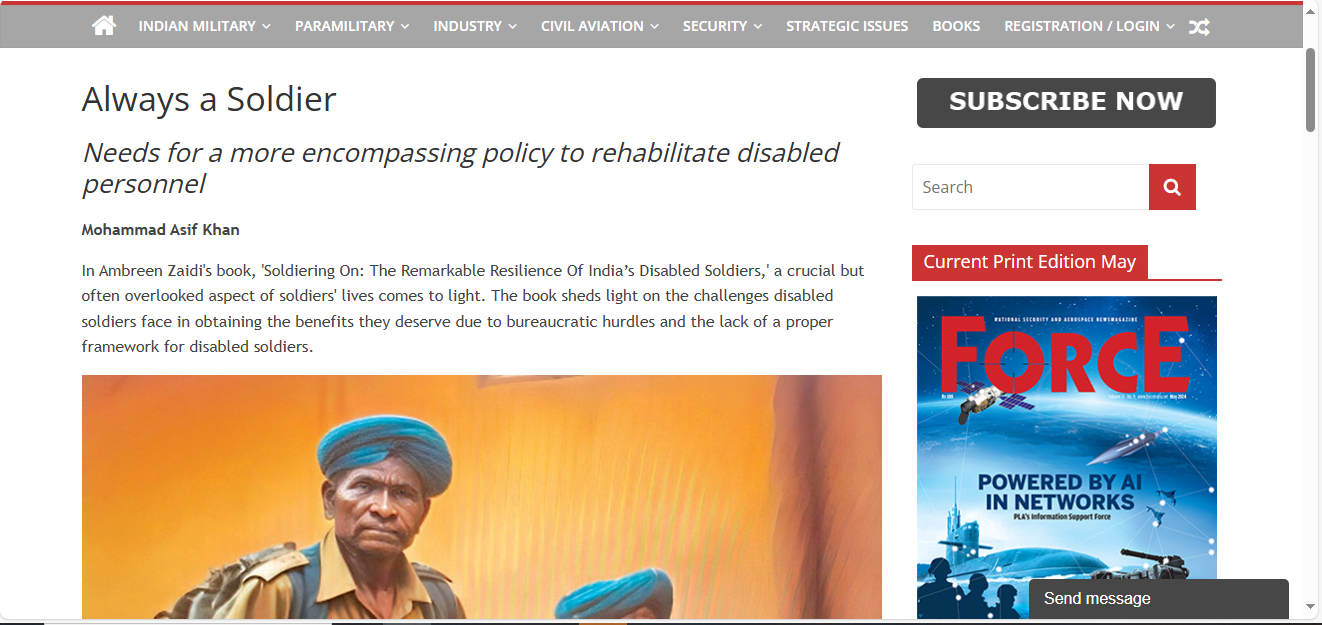 INDIAN MILITARY
PARAMILITARY
INDUSTRY
CIVIL AVIATION
SECURITY
STRATEGIC ISSUES
BOOKS
REGISTRATION / LOGIN
Always a Soldier
Needs for a more encompassing policy to rehabilitate disabled
personnel
Mohammad Asif Khan
In Ambreen Zaidi's book, 'Soldiering On: The Remarkable Resilience Of India’s Disabled Soldiers,' a crucial but
often overlooked aspect of soldiers' lives comes to light. The book sheds light on the challenges disabled
soldiers face in obtaining the benefits they deserve due to bureaucratic hurdles and the lack of a proper
framework for disabled soldiers.
SUBSCRIBE NOW
Search
Current Print Edition May
NATIONAL SECURITY AND AEROSPACE NEWSMAGAZINE
FORCE
May 2024
POWERED BY AI
IN NETWORKS
PLA's Information Support Force
Send message